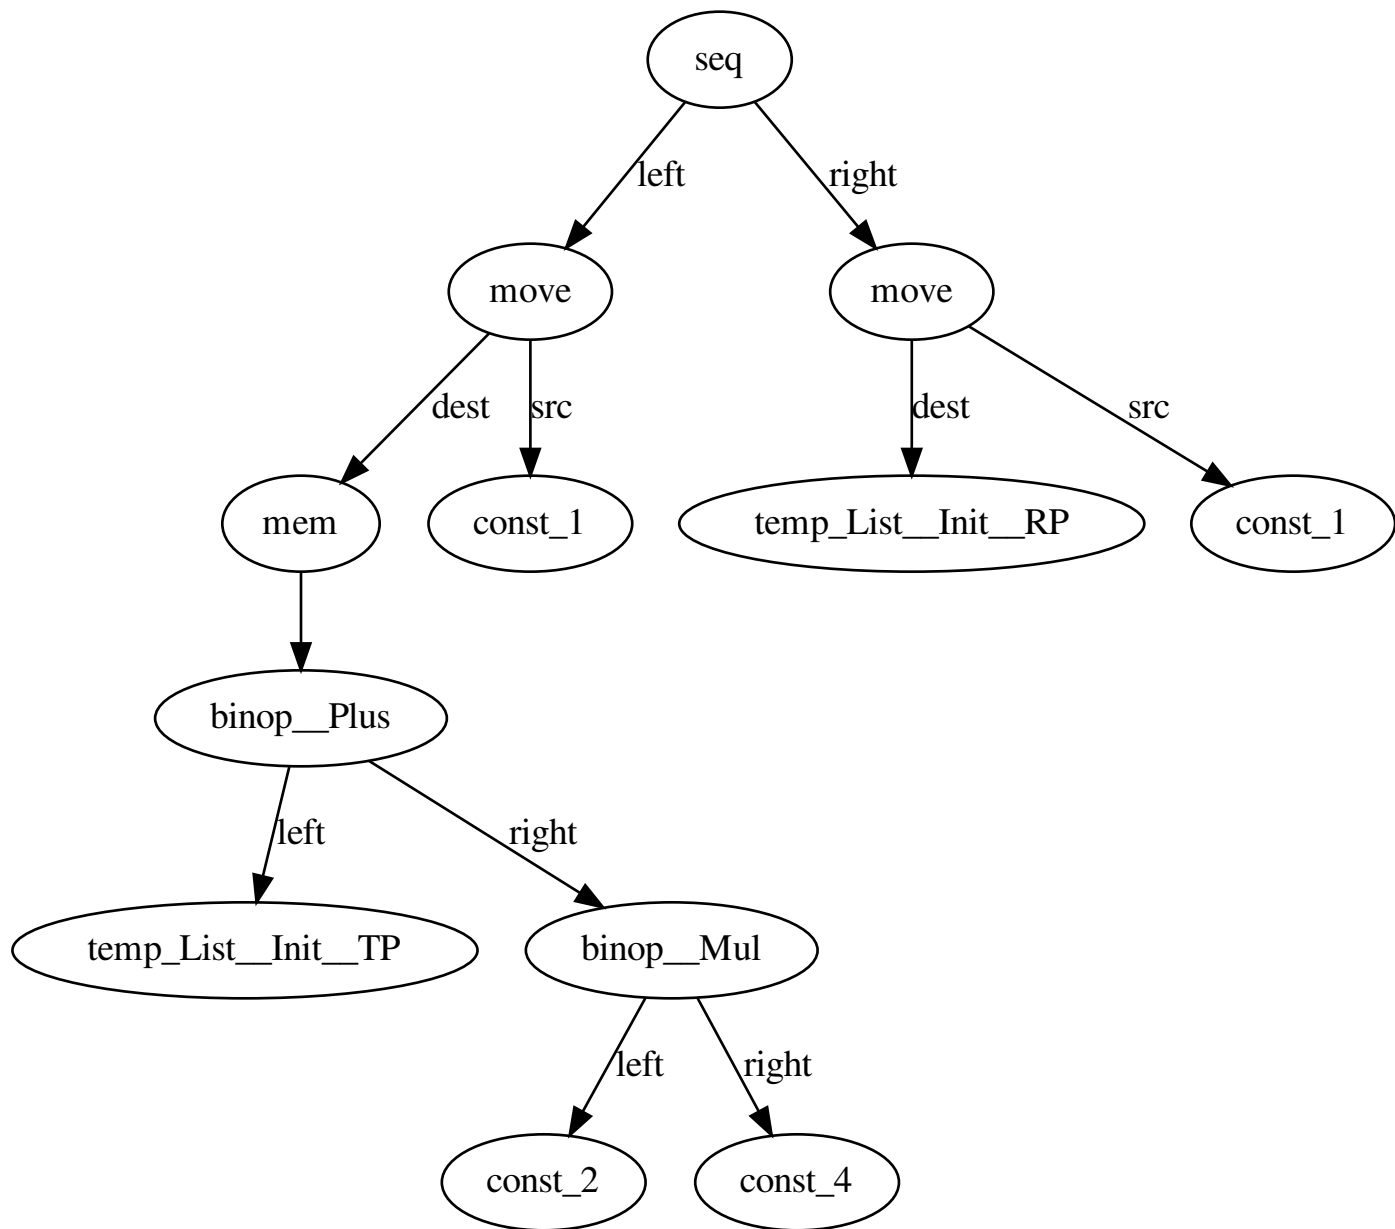 seq
left
right
move
move
dest
src
dest
src
mem
const_1
temp_List__Init__RP
const_1
binop__Plus
left
right
temp_List__Init__TP
binop__Mul
left
right
const_2
const_4